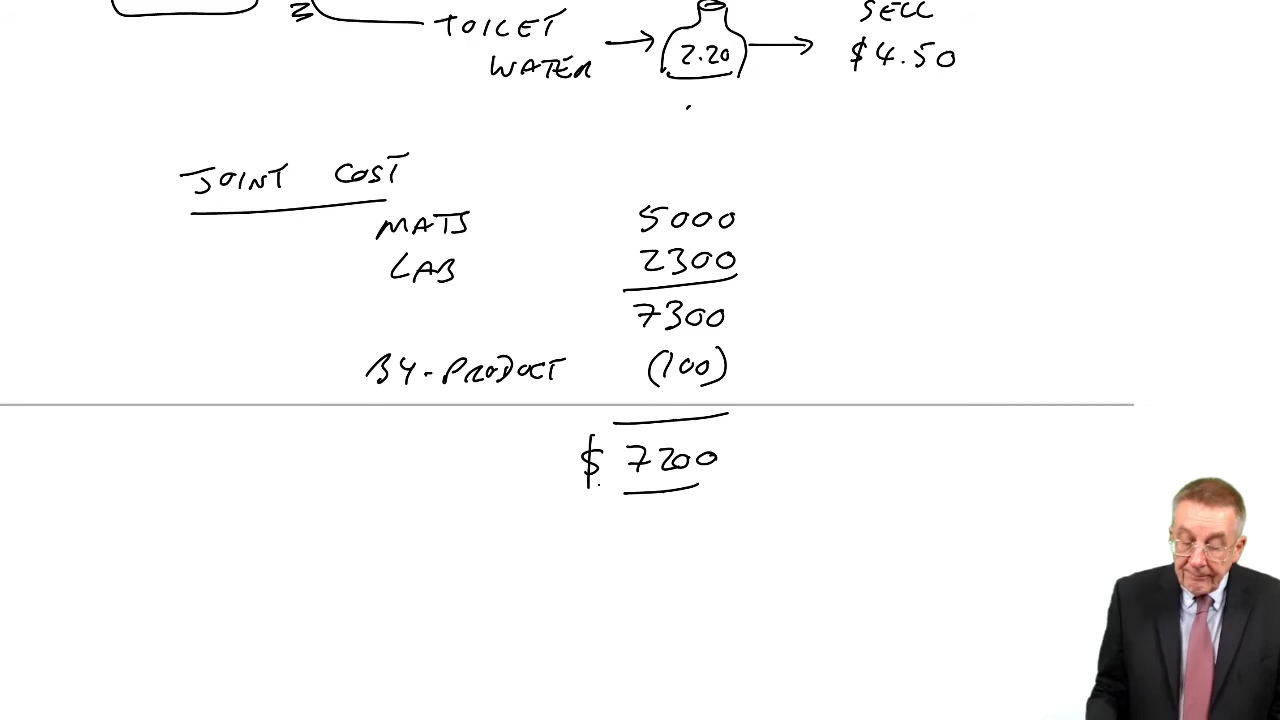 TOILET WATER → 2.20 → SELL $4.50
JOINT COST
MATS 5000
LAB 2300
7300
BY-PRODUCT (100)
$ 7200